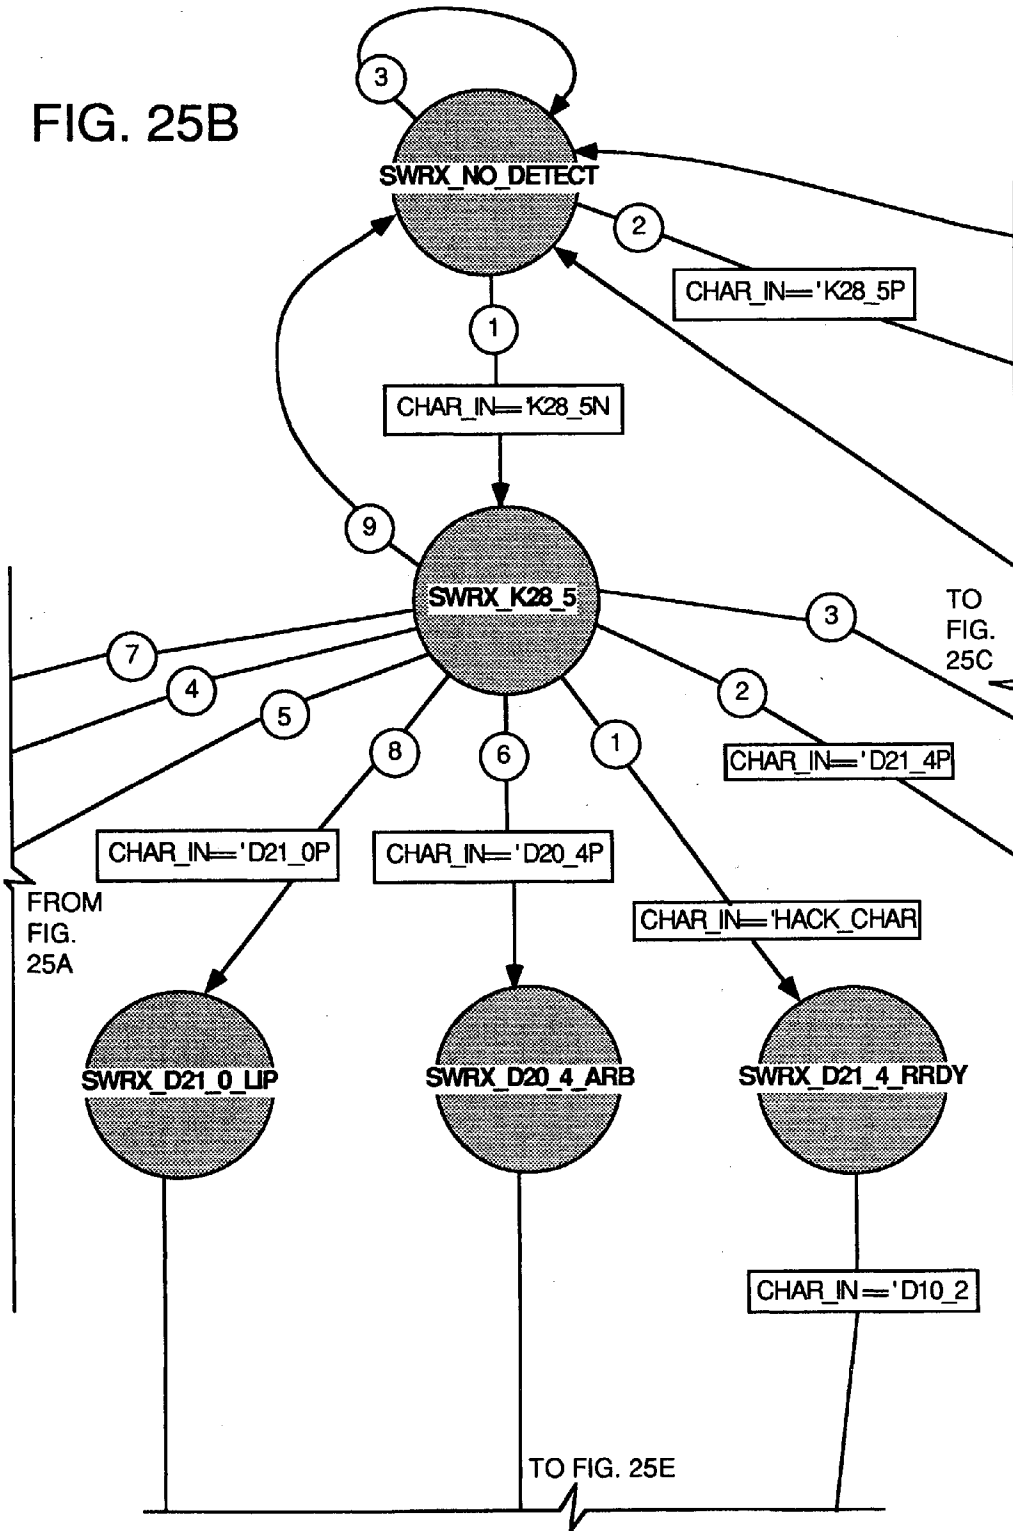 FIG. 25B
3
SWRX_NO_DETECT
2
CHAR_IN=='K28_5P
1
CHAR_IN=='K28_5N
9
SWRX_K28_5
3
TO
FIG.
25C
7
4
5
2
8
6
1
CHAR_IN=='D21_4P
CHAR_IN=='D21_0P
CHAR_IN=='D20_4P
CHAR_IN=='HACK_CHAR
FROM
FIG.
25A
SWRX_D21_0_LIP
SWRX_D20_4_ARB
SWRX_D21_4_RRDY
CHAR_IN=='D10_2
TO FIG. 25E